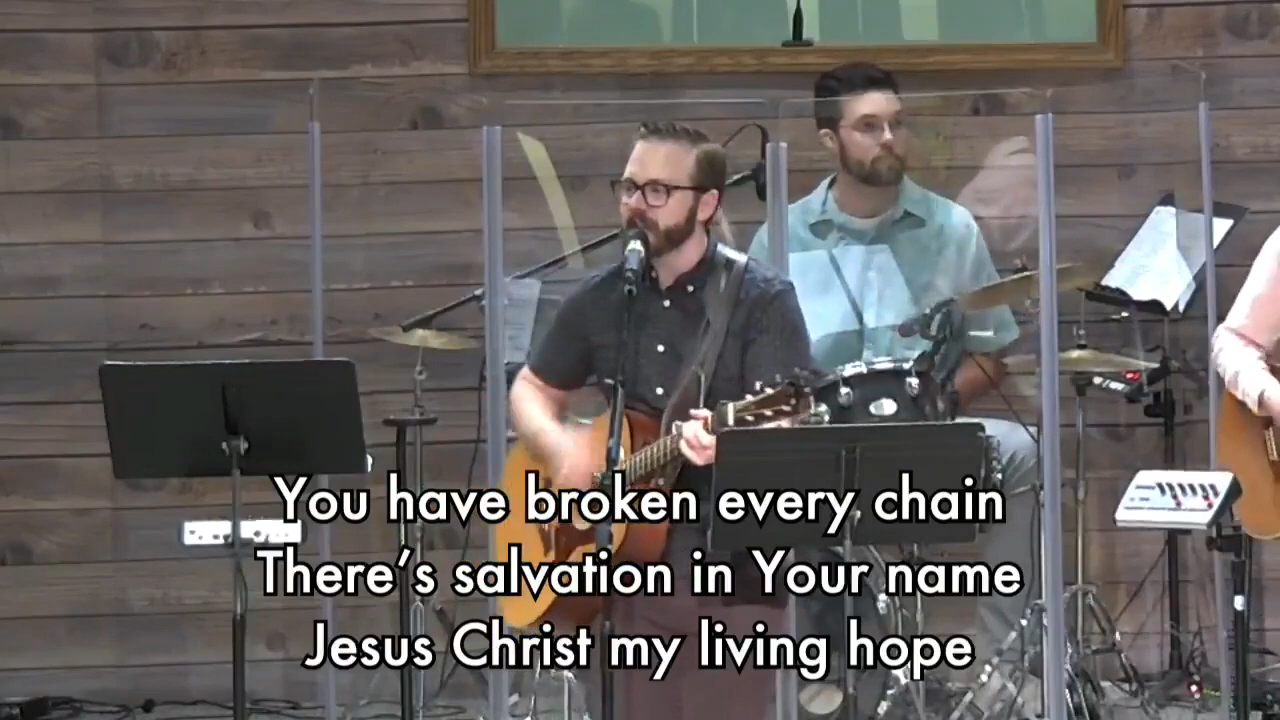 You have broken every chain
There's salvation in Your name
Jesus Christ my living hope